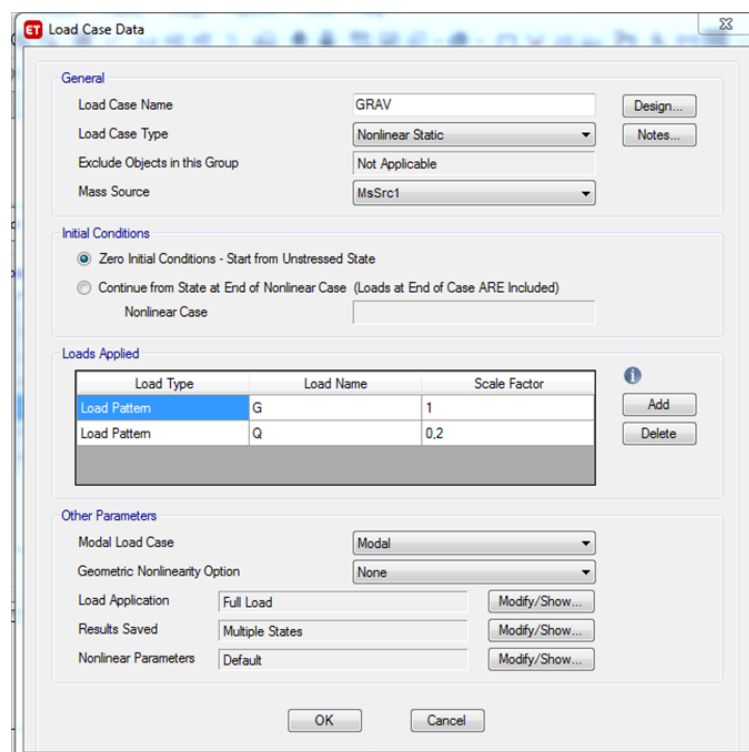 ET Load Case Data
General
Load Case Name GRAV Design...
Load Case Type Nonlinear Static Notes...
Exclude Objects in this Group Not Applicable
Mass Source MsSrc1
Initial Conditions
Zero Initial Conditions - Start from Unstressed State
Continue from State at End of Nonlinear Case (Loads at End of Case ARE Included)
Nonlinear Case
Loads Applied
Load Type Load Name Scale Factor
Load Pattern G 1 Add
Load Pattern Q 0,2 Delete
Other Parameters
Modal Load Case Modal
Geometric Nonlinearity Option None
Load Application Full Load Modify/Show...
Results Saved Multiple States Modify/Show...
Nonlinear Parameters Default Modify/Show...
OK Cancel